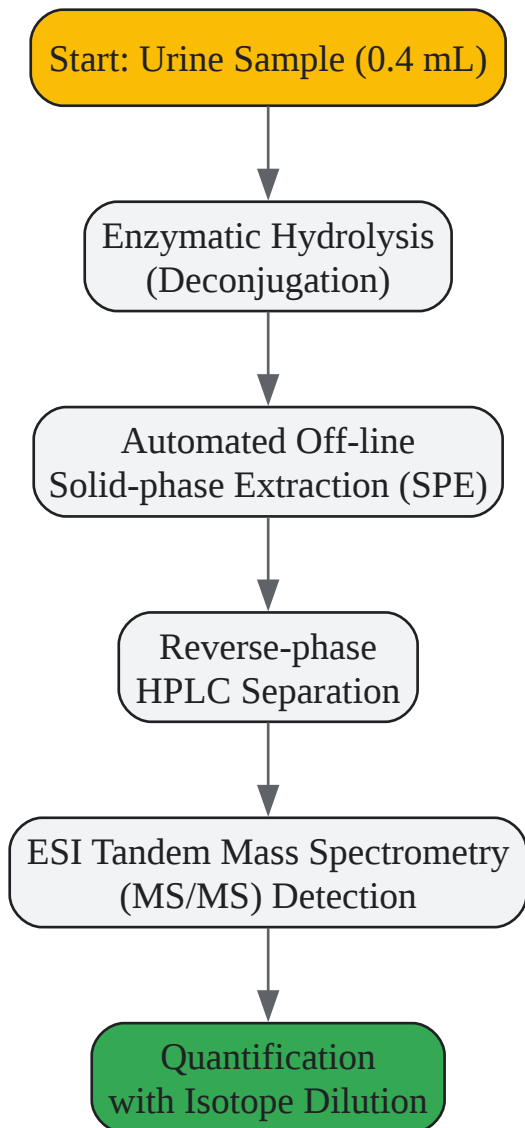 Start: Urine Sample (0.4 mL)
Enzymatic Hydrolysis
(Deconjugation)
Automated Off-line
Solid-phase Extraction (SPE)
Reverse-phase
HPLC Separation
ESI Tandem Mass Spectrometry
(MS/MS) Detection
Quantification
with Isotope Dilution